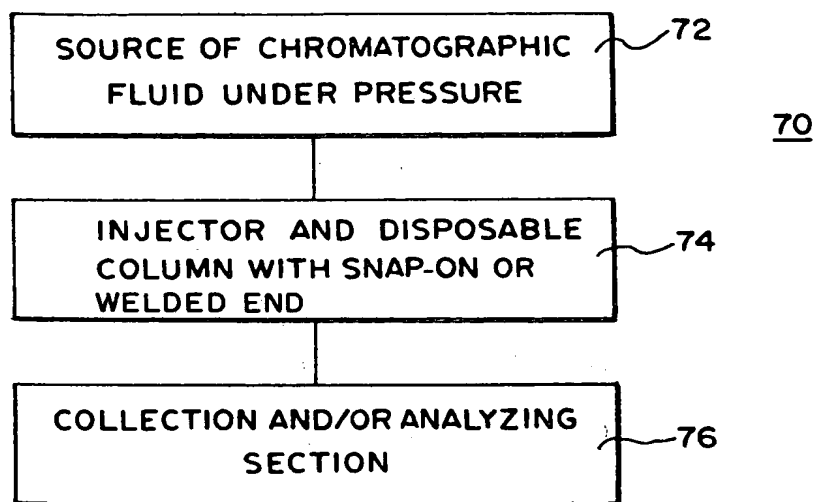 SOURCE OF CHROMATOGRAPHIC
FLUID UNDER PRESSURE
72
70
INJECTOR AND DISPOSABLE
COLUMN WITH SNAP-ON OR
WELDED END
74
COLLECTION AND/OR ANALYZING
SECTION
76